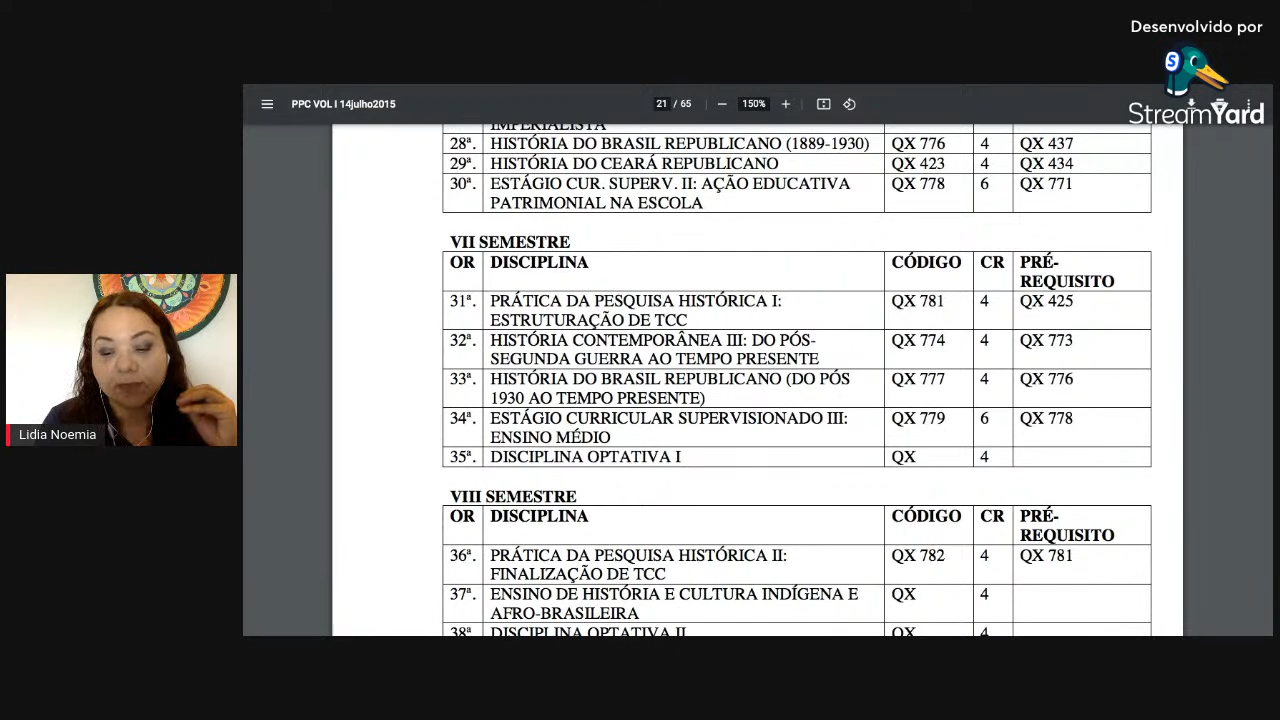 Desenvolvido por
StreamYard
PPC VOL I 14julho2015
21 / 65
150%
IMPERIALISTA
28ª. HISTÓRIA DO BRASIL REPUBLICANO (1889-1930) QX 776 4 QX 437
29ª. HISTÓRIA DO CEARÁ REPUBLICANO QX 423 4 QX 434
30ª. ESTÁGIO CUR. SUPERV. II: AÇÃO EDUCATIVA QX 778 6 QX 771
PATRIMONIAL NA ESCOLA
VII SEMESTRE
OR DISCIPLINA CÓDIGO CR PRÉ-
REQUISITO
31ª. PRÁTICA DA PESQUISA HISTÓRICA I: QX 781 4 QX 425
ESTRUTURAÇÃO DE TCC
32ª. HISTÓRIA CONTEMPORÂNEA III: DO PÓS- QX 774 4 QX 773
SEGUNDA GUERRA AO TEMPO PRESENTE
33ª. HISTÓRIA DO BRASIL REPUBLICANO (DO PÓS QX 777 4 QX 776
1930 AO TEMPO PRESENTE)
34ª. ESTÁGIO CURRICULAR SUPERVISIONADO III: QX 779 6 QX 778
ENSINO MÉDIO
35ª. DISCIPLINA OPTATIVA I QX 4
VIII SEMESTRE
OR DISCIPLINA CÓDIGO CR PRÉ-
REQUISITO
36ª. PRÁTICA DA PESQUISA HISTÓRICA II: QX 782 4 QX 781
FINALIZAÇÃO DE TCC
37ª. ENSINO DE HISTÓRIA E CULTURA INDÍGENA E QX 4
AFRO-BRASILEIRA
38ª DISCIPLINA OPTATIVA II QX 4
Lidia Noemia